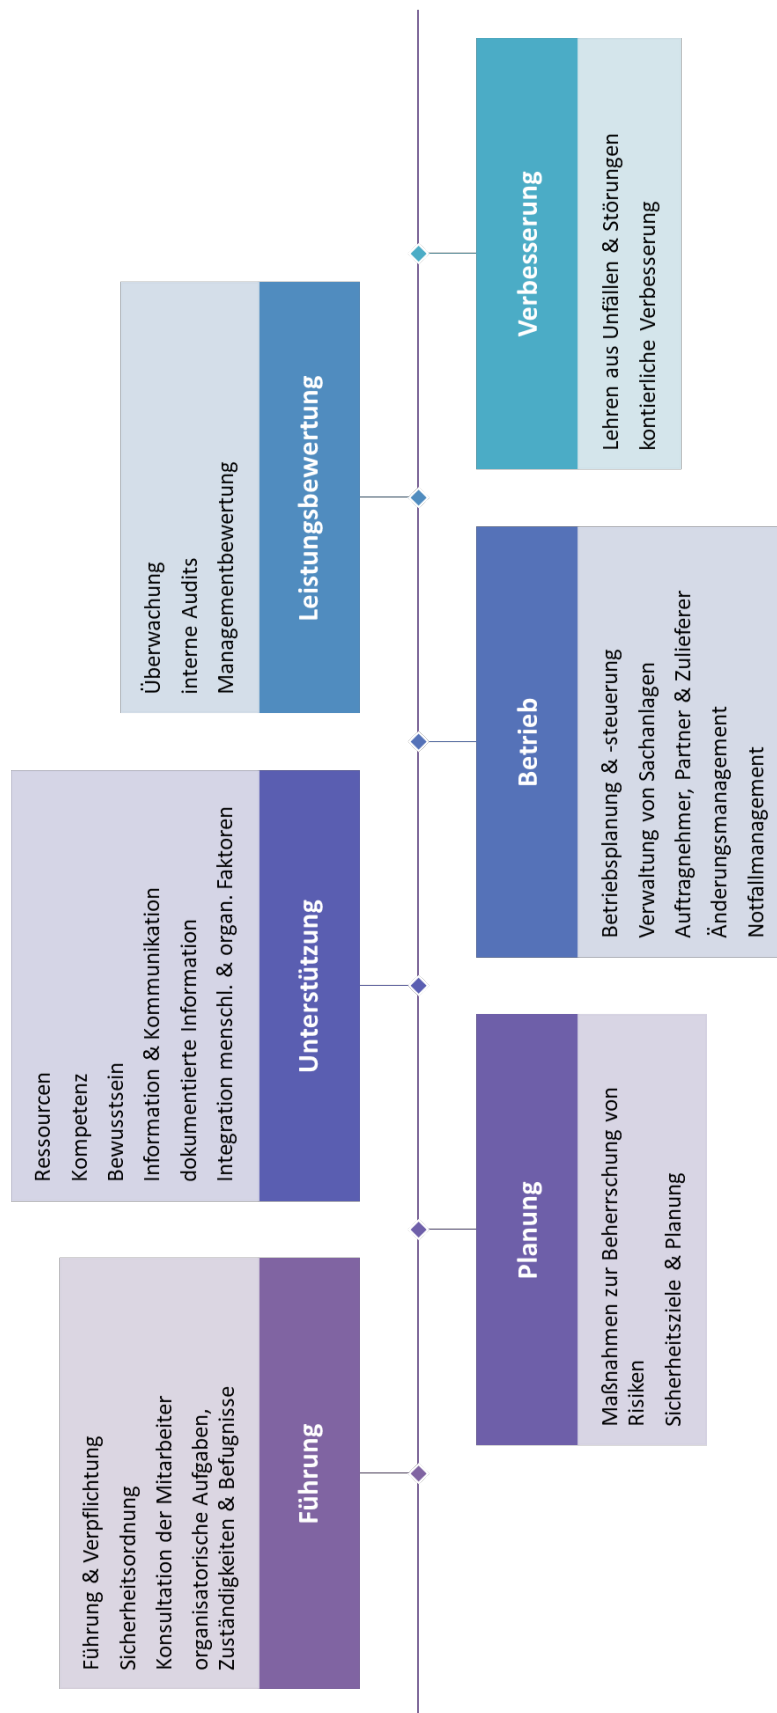 Führung & Verpflichtung
Sicherheitsordnung
Konsultation der Mitarbeiter
organisatorische Aufgaben,
Zuständigkeiten & Befugnisse
Führung
Planung
Maßnahmen zur Beherrschung von
Risiken
Sicherheitsziele & Planung
Ressourcen
Kompetenz
Bewusstsein
Information & Kommunikation
dokumentierte Information
Integration menschl. & organ. Faktoren
Unterstützung
Betrieb
Betriebsplanung & -steuerung
Verwaltung von Sachanlagen
Auftragnehmer, Partner & Zulieferer
Änderungsmanagement
Notfallmanagement
Überwachung
interne Audits
Managementbewertung
Leistungsbewertung
Verbesserung
Lehren aus Unfällen & Störungen
kontierliche Verbesserung